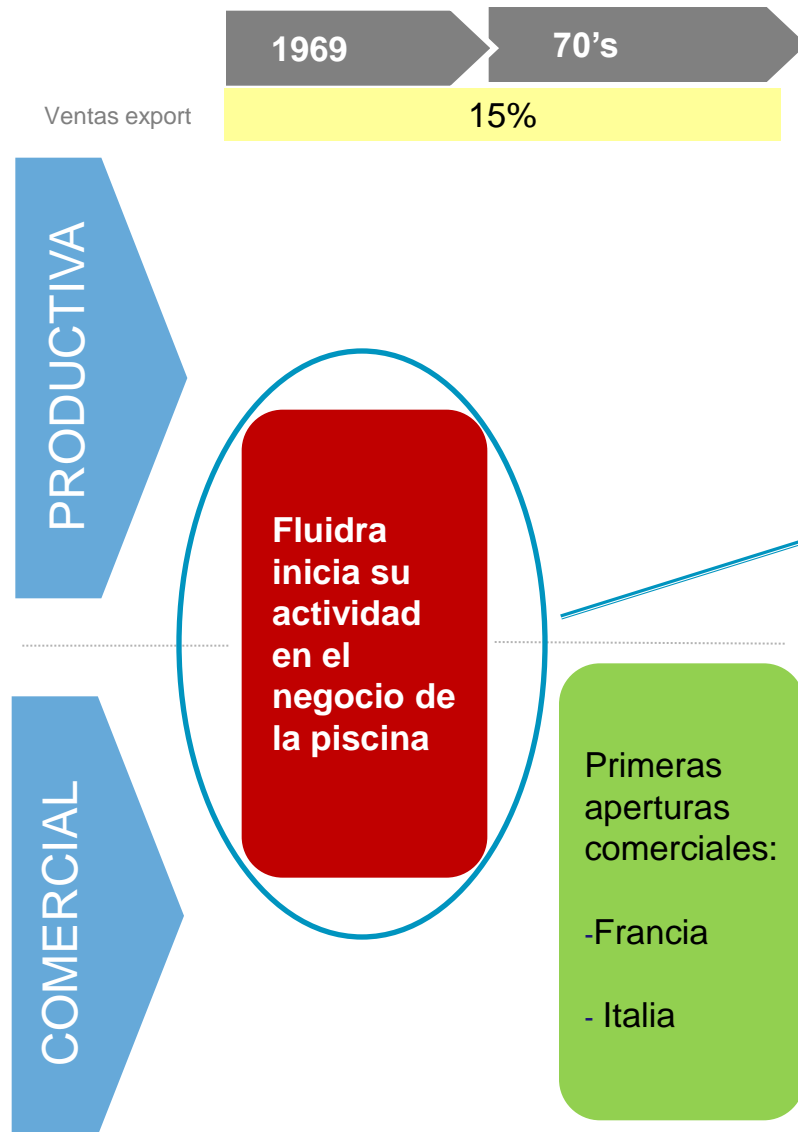 1969
70’s
Ventas export
15%
PRODUCTIVA
Fluidra
inicia su
actividad
en el
negocio de
la piscina
COMERCIAL
Primeras
aperturas
comerciales:
-Francia
- Italia